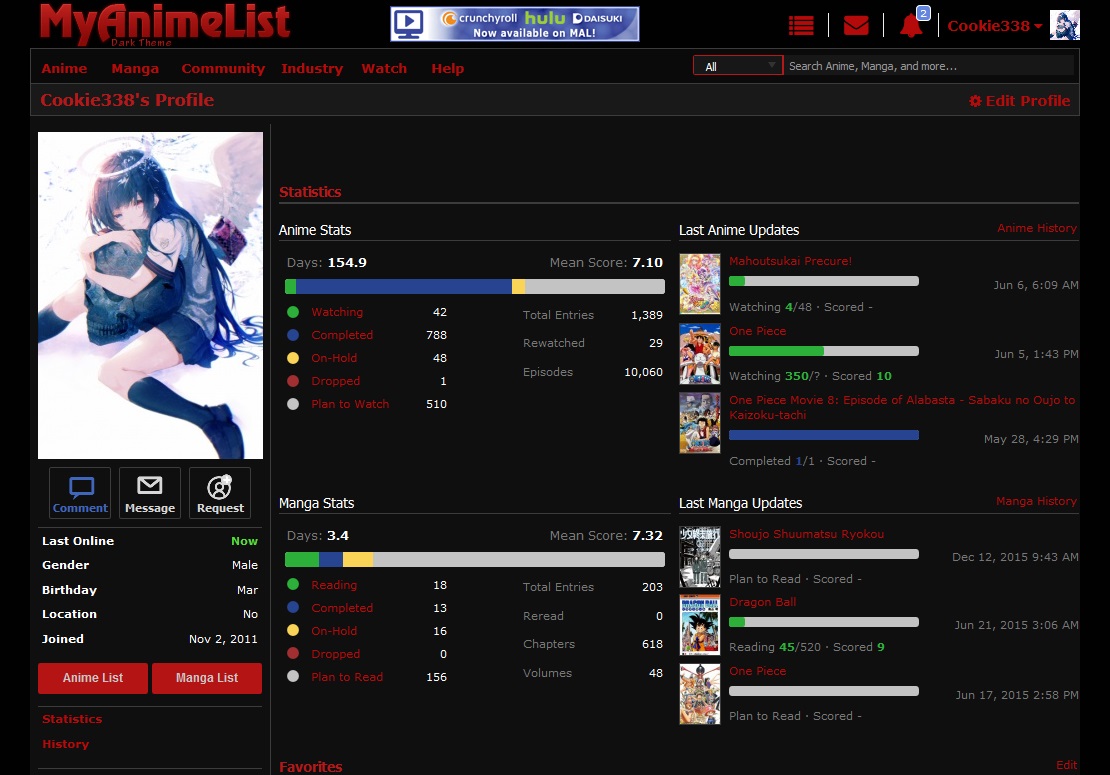 MyAnimeList
Dark Theme
crunchyroll hulu DAISUKI
Now available on MAL!
2
Cookie338
Anime Manga Community Industry Watch Help
All
Search Anime, Manga, and more...
Cookie338's Profile
Edit Profile
Comment
Message
Request
Last Online Now
Gender Male
Birthday Mar
Location No
Joined Nov 2, 2011
Anime List
Manga List
Statistics
History
Statistics
Anime Stats
Days: 154.9 Mean Score: 7.10
Watching 42
Completed 788
On-Hold 48
Dropped 1
Plan to Watch 510
Total Entries 1,389
Rewatched 29
Episodes 10,060
Last Anime Updates
Anime History
Mahoutsukai Precure!
Jun 6, 6:09 AM
Watching 4/48 · Scored -
One Piece
Jun 5, 1:43 PM
Watching 350/? · Scored 10
One Piece Movie 8: Episode of Alabasta - Sabaku no Oujo to
Kaizoku-tachi
May 28, 4:29 PM
Completed 1/1 · Scored -
Manga Stats
Days: 3.4 Mean Score: 7.32
Reading 18
Completed 13
On-Hold 16
Dropped 0
Plan to Read 156
Total Entries 203
Reread 0
Chapters 618
Volumes 48
Last Manga Updates
Manga History
Shoujo Shuumatsu Ryokou
Dec 12, 2015 9:43 AM
Plan to Read · Scored -
Dragon Ball
Jun 21, 2015 3:06 AM
Reading 45/520 · Scored 9
One Piece
Jun 17, 2015 2:58 PM
Plan to Read · Scored -
Favorites
Edit